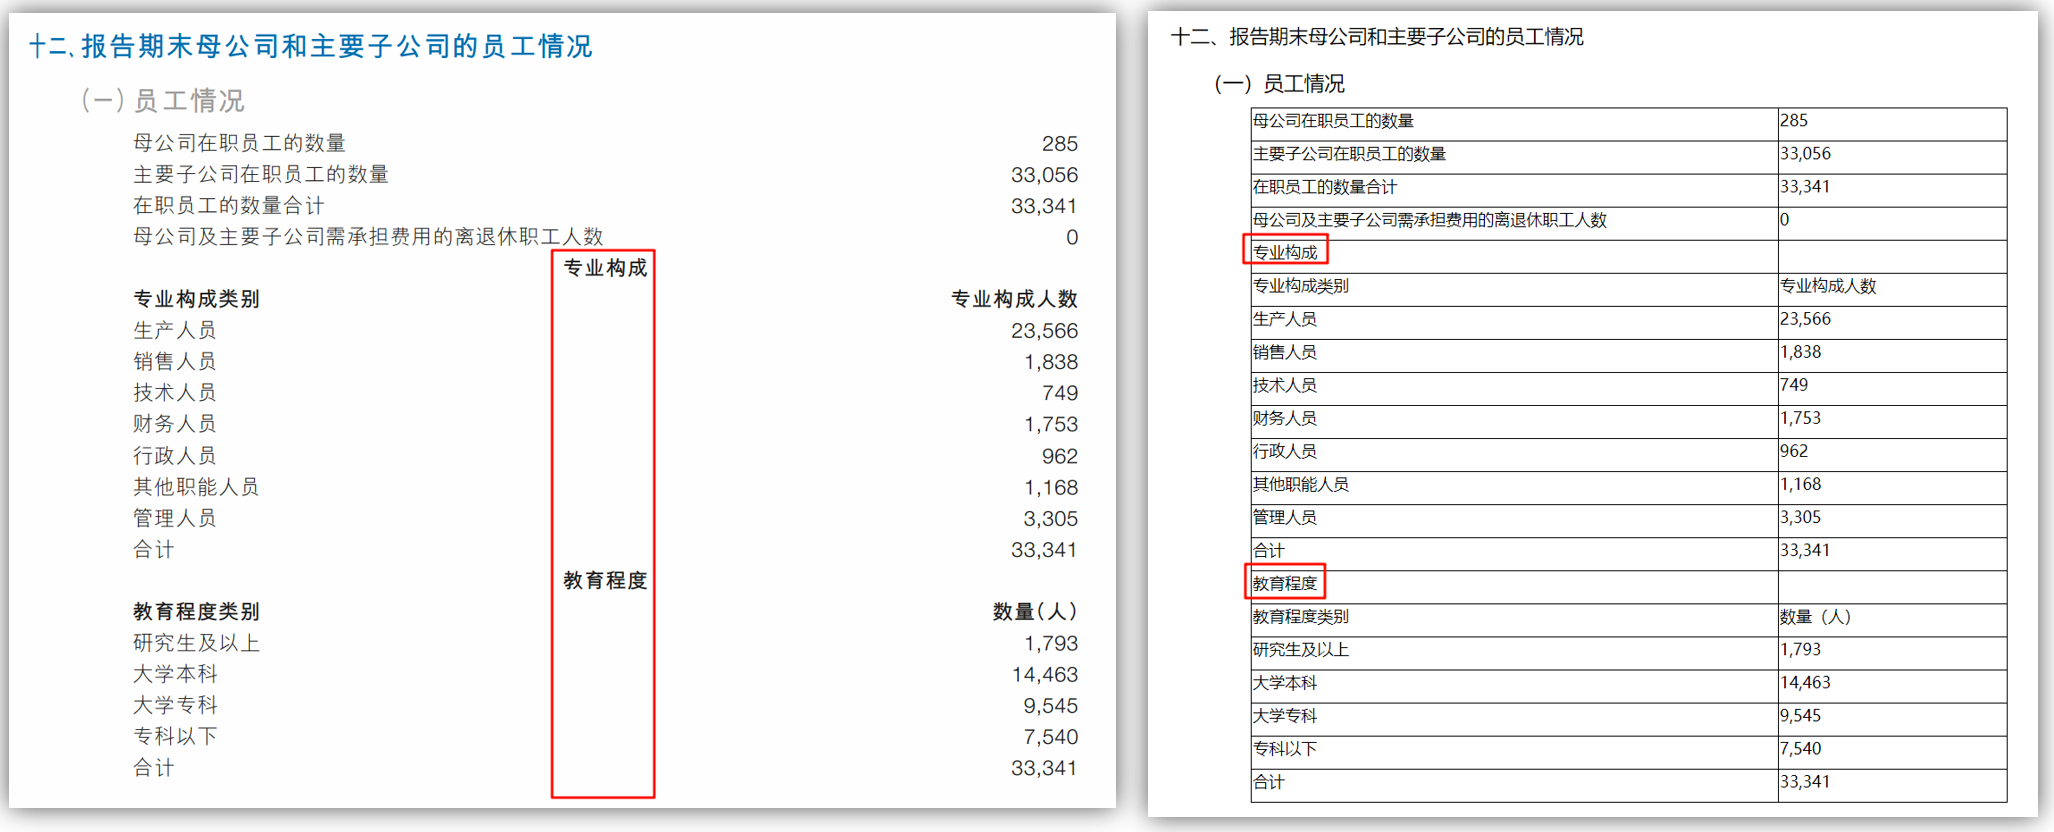 十二、报告期末母公司和主要子公司的员工情况
(一)员工情况
母公司在职员工的数量 285
主要子公司在职员工的数量 33,056
在职员工的数量合计 33,341
母公司及主要子公司需承担费用的离退休职工人数 0
专业构成
专业构成类别 专业构成人数
生产人员 23,566
销售人员 1,838
技术人员 749
财务人员 1,753
行政人员 962
其他职能人员 1,168
管理人员 3,305
合计 33,341
教育程度
教育程度类别 数量(人)
研究生及以上 1,793
大学本科 14,463
大学专科 9,545
专科以下 7,540
合计 33,341
十二、报告期末母公司和主要子公司的员工情况
(一)员工情况
母公司在职员工的数量 285
主要子公司在职员工的数量 33,056
在职员工的数量合计 33,341
母公司及主要子公司需承担费用的离退休职工人数 0
专业构成
专业构成类别 专业构成人数
生产人员 23,566
销售人员 1,838
技术人员 749
财务人员 1,753
行政人员 962
其他职能人员 1,168
管理人员 3,305
合计 33,341
教育程度
教育程度类别 数量（人）
研究生及以上 1,793
大学本科 14,463
大学专科 9,545
专科以下 7,540
合计 33,341